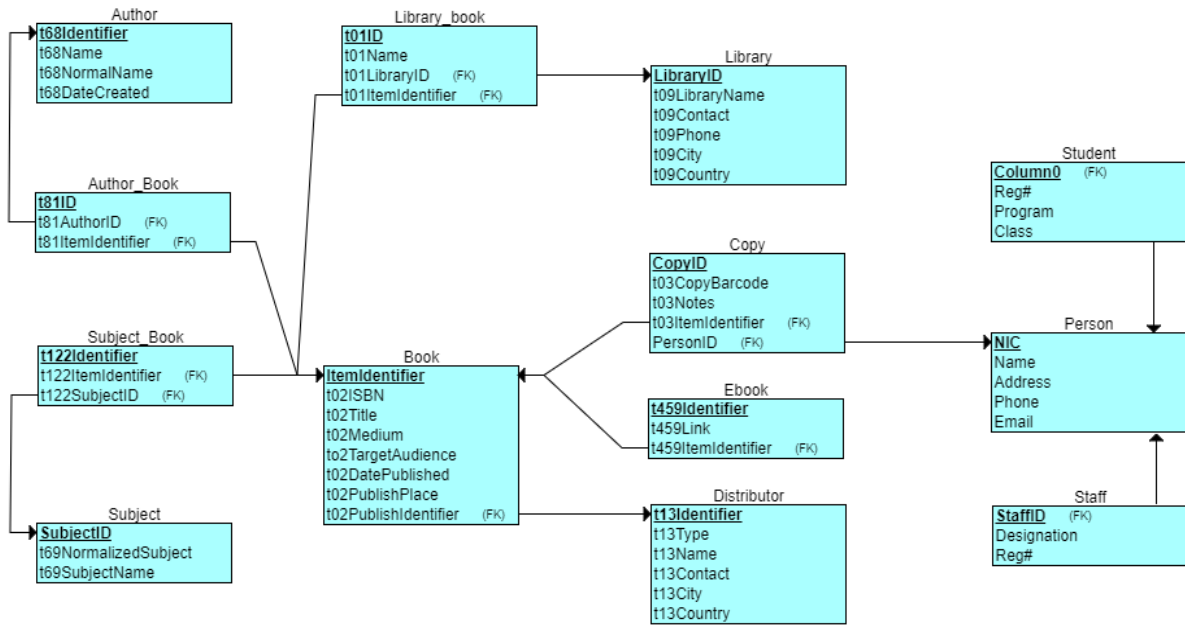 Author
t68Identifier
t68Name
t68NormalName
t68DateCreated
Library_book
t01ID
t01Name
t01LibraryID (FK)
t01ItemIdentifier (FK)
Library
LibraryID
t09LibraryName
t09Contact
t09Phone
t09City
t09Country
Student
Column0 (FK)
Reg#
Program
Class
Author_Book
t81ID
t81AuthorID (FK)
t81ItemIdentifier (FK)
Copy
CopyID
t03CopyBarcode
t03Notes
t03ItemIdentifier (FK)
PersonID (FK)
Person
NIC
Name
Address
Phone
Email
Subject_Book
t122Identifier
t122ItemIdentifier (FK)
t122SubjectID (FK)
Book
ItemIdentifier
t02ISBN
t02Title
t02Medium
to2TargetAudience
t02DatePublished
t02PublishPlace
t02PublishIdentifier (FK)
Ebook
t459Identifier
t459Link
t459ItemIdentifier (FK)
Subject
SubjectID
t69NormalizedSubject
t69SubjectName
Distributor
t13Identifier
t13Type
t13Name
t13Contact
t13City
t13Country
Staff
StaffID (FK)
Designation
Reg#